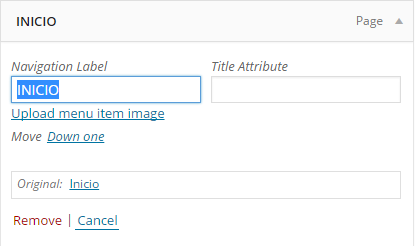 INICIO Page
Navigation Label Title Attribute
INICIO
Upload menu item image
Move Down one
Original: Inicio
Remove | Cancel